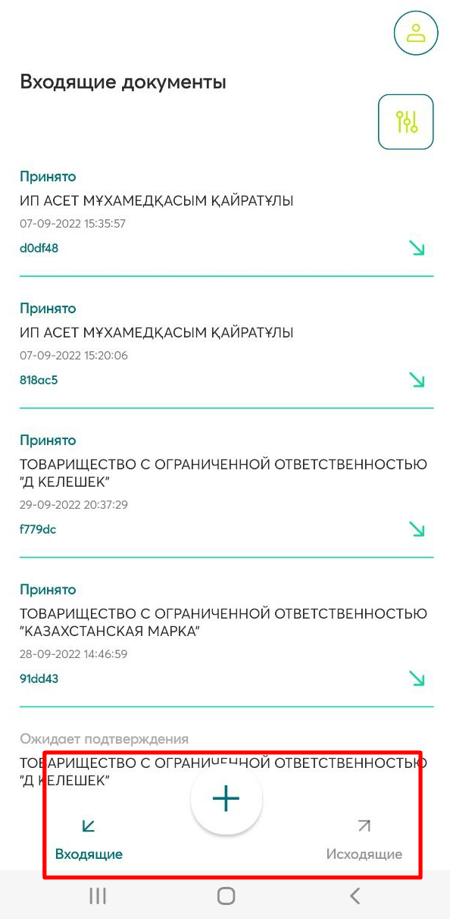 Входящие документы
Принято
ИП АСЕТ МҰХАМЕДҚАСЫМ ҚАЙРАТҰЛЫ
07-09-2022 15:35:57
d0df48
Принято
ИП АСЕТ МҰХАМЕДҚАСЫМ ҚАЙРАТҰЛЫ
07-09-2022 15:20:06
818ac5
Принято
ТОВАРИЩЕСТВО С ОГРАНИЧЕННОЙ ОТВЕТСТВЕННОСТЬЮ
"Д КЕЛЕШЕК"
29-09-2022 20:37:29
f779dc
Принято
ТОВАРИЩЕСТВО С ОГРАНИЧЕННОЙ ОТВЕТСТВЕННОСТЬЮ
"КАЗАХСТАНСКАЯ МАРКА"
28-09-2022 14:46:59
91dd43
Ожидает подтверждения
ТОВАРИЩЕСТВО С ОГРАНИЧЕННОЙ ОТВЕТСТВЕННОСТЬЮ
"Д КЕЛЕШЕК"
Входящие
Исходящие